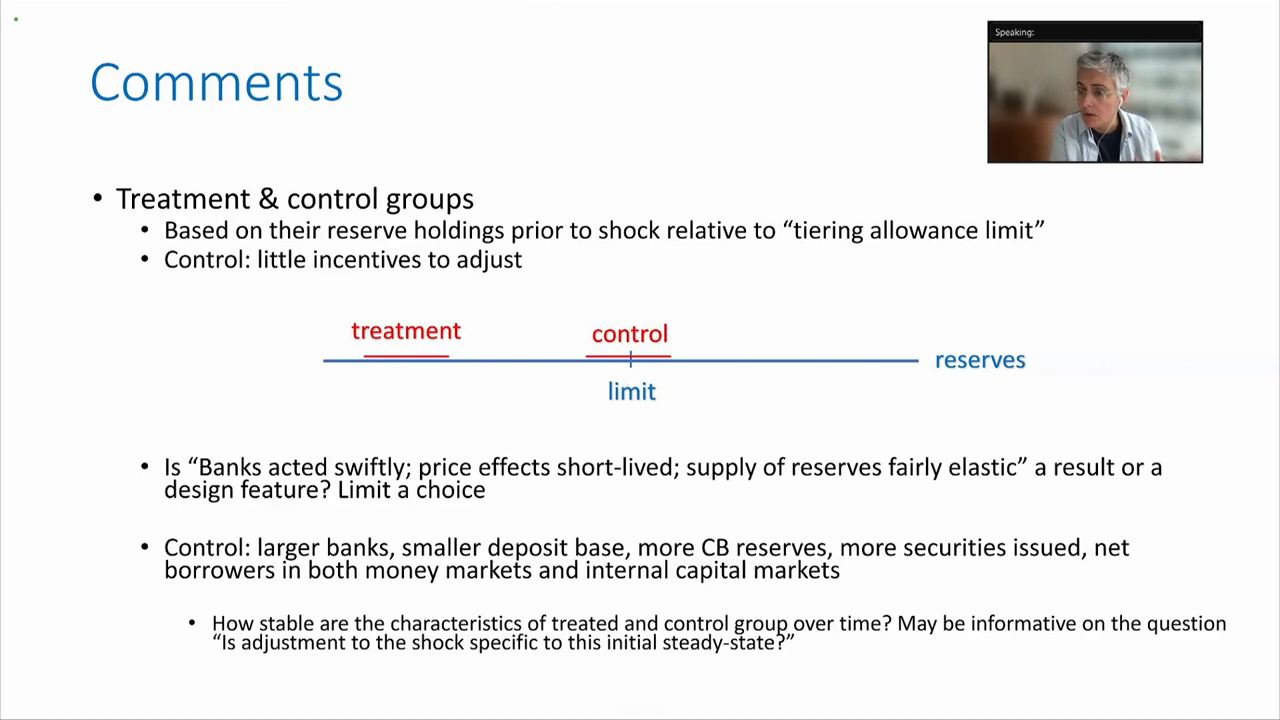 Speaking:
Comments
• Treatment & control groups
• Based on their reserve holdings prior to shock relative to “tiering allowance limit”
• Control: little incentives to adjust
treatment
control
reserves
limit
• Is “Banks acted swiftly; price effects short-lived; supply of reserves fairly elastic” a result or a
design feature? Limit a choice
• Control: larger banks, smaller deposit base, more CB reserves, more securities issued, net
borrowers in both money markets and internal capital markets
• How stable are the characteristics of treated and control group over time? May be informative on the question
“Is adjustment to the shock specific to this initial steady-state?”